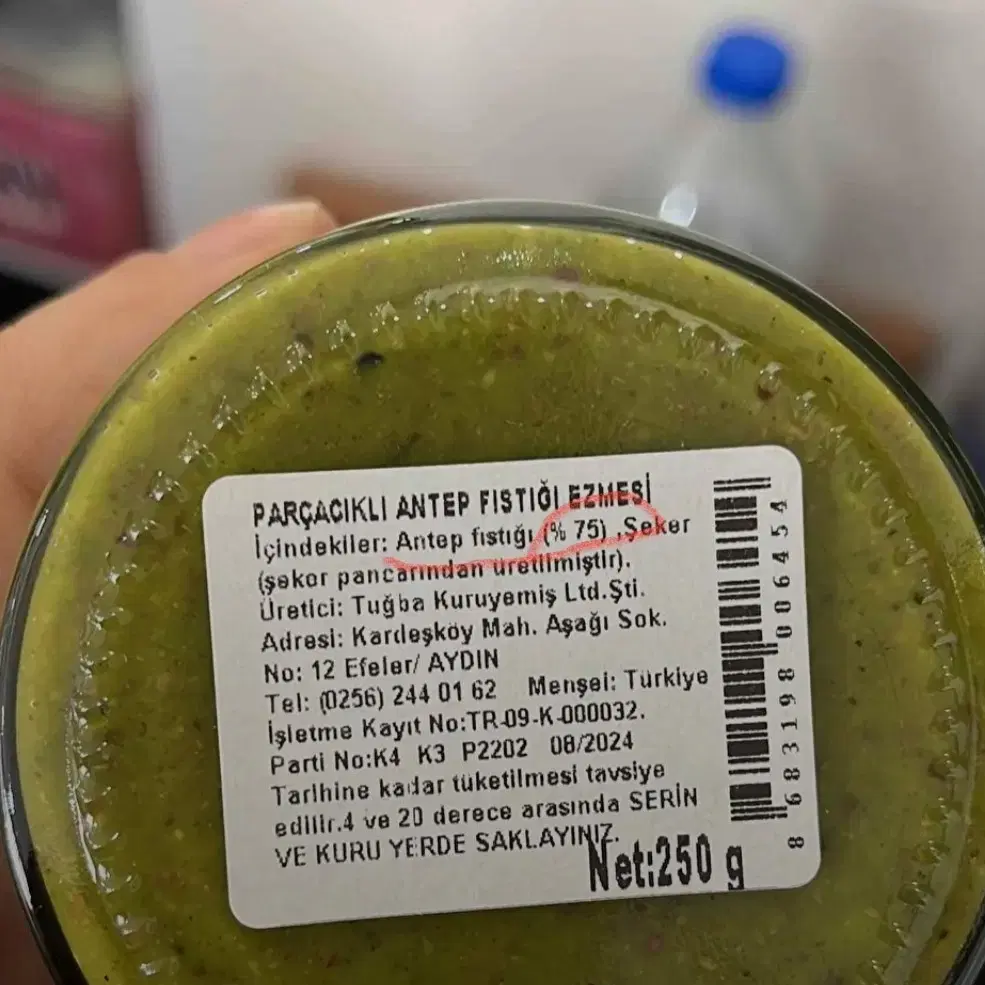 PARÇACIKLI ANTEP FISTIĞI EZMESİ
İçindekiler: Antep fıstığı (% 75) ,Şeker
(şeker pancarından üretilmiştir).
Üretici: Tuğba Kuruyemiş Ltd.Şti.
Adresi: Kardeşköy Mah. Aşağı Sok.
No: 12 Efeler/ AYDIN
Tel: (0256) 244 01 62 Menşei: Türkiye
İşletme Kayıt No:TR-09-K-000032.
Parti No:K4 K3 P2202 08/2024
Tarihine kadar tüketilmesi tavsiye
edilir.4 ve 20 derece arasında SERİN
VE KURU YERDE SAKLAYINIZ.
Net:250 g
8 683198 006454